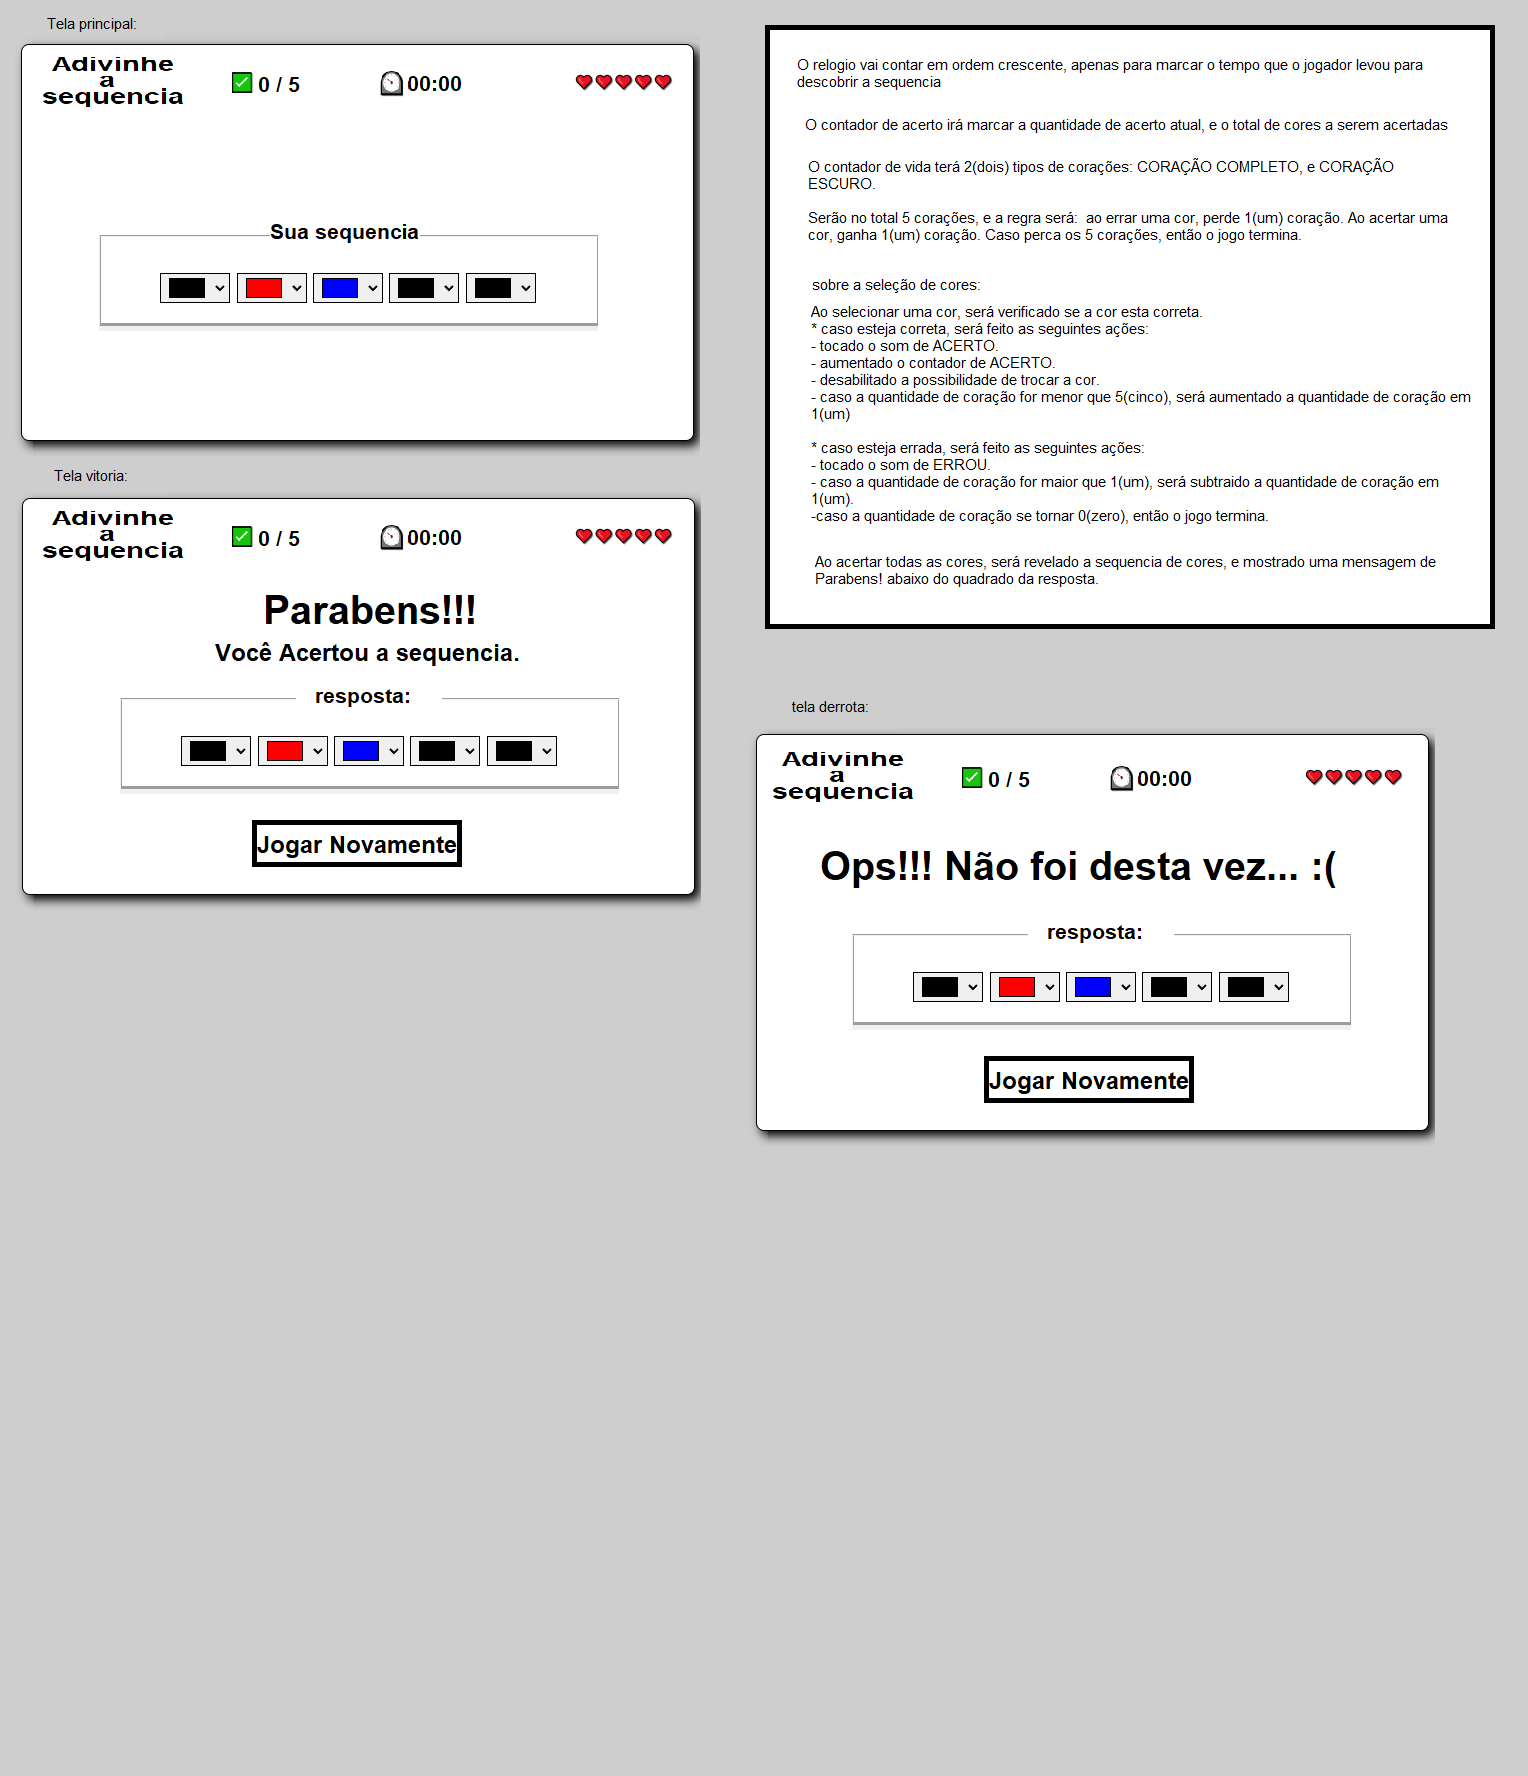 Tela principal:
Adivinhe
a
sequencia
0 / 5
00:00
Sua sequencia
Tela vitoria:
Adivinhe
a
sequencia
0 / 5
00:00
Parabens!!!
Você Acertou a sequencia.
resposta:
Jogar Novamente
O relogio vai contar em ordem crescente, apenas para marcar o tempo que o jogador levou para
descobrir a sequencia
O contador de acerto irá marcar a quantidade de acerto atual, e o total de cores a serem acertadas
O contador de vida terá 2(dois) tipos de corações: CORAÇÃO COMPLETO, e CORAÇÃO
ESCURO.
Serão no total 5 corações, e a regra será:  ao errar uma cor, perde 1(um) coração. Ao acertar uma
cor, ganha 1(um) coração. Caso perca os 5 corações, então o jogo termina.
sobre a seleção de cores:
Ao selecionar uma cor, será verificado se a cor esta correta.
* caso esteja correta, será feito as seguintes ações:
- tocado o som de ACERTO.
- aumentado o contador de ACERTO.
- desabilitado a possibilidade de trocar a cor.
- caso a quantidade de coração for menor que 5(cinco), será aumentado a quantidade de coração em
1(um)
* caso esteja errada, será feito as seguintes ações:
- tocado o som de ERROU.
- caso a quantidade de coração for maior que 1(um), será subtraido a quantidade de coração em
1(um).
-caso a quantidade de coração se tornar 0(zero), então o jogo termina.
Ao acertar todas as cores, será revelado a sequencia de cores, e mostrado uma mensagem de
Parabens! abaixo do quadrado da resposta.
tela derrota:
Adivinhe
a
sequencia
0 / 5
00:00
Ops!!! Não foi desta vez... :(
resposta:
Jogar Novamente